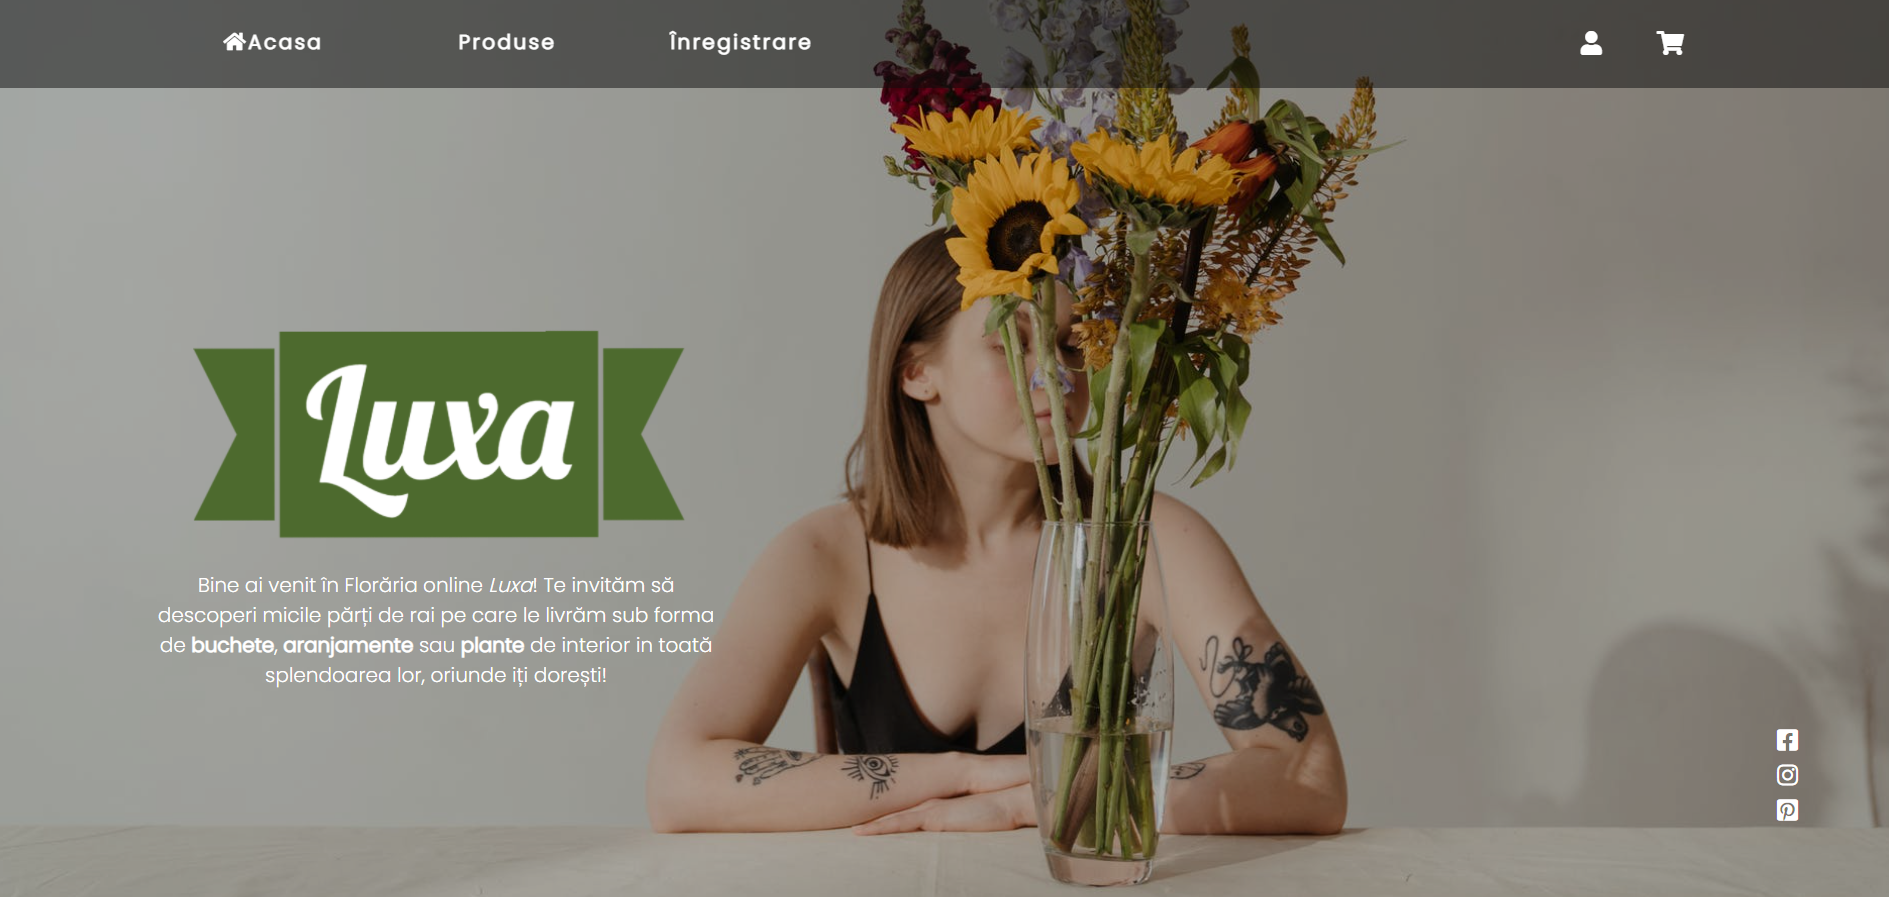 Acasa
Produse
Înregistrare
Luxa
Bine ai venit în Florăria online Luxa! Te invităm să
descoperi micile părți de rai pe care le livrăm sub forma
de buchete, aranjamente sau plante de interior in toată
splendoarea lor, oriunde iți dorești!